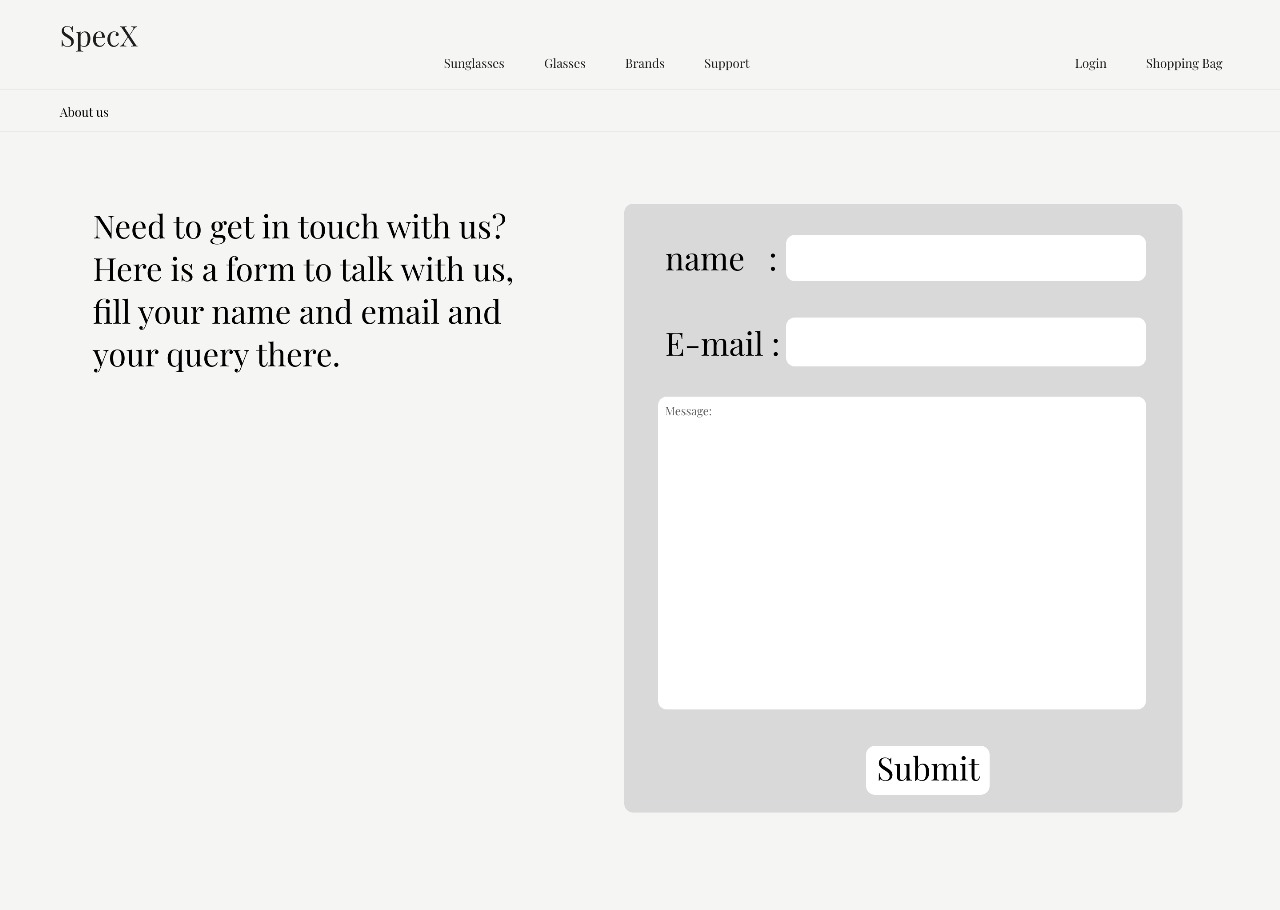 SpecX
Sunglasses Glasses Brands Support Login Shopping Bag
About us
Need to get in touch with us?
Here is a form to talk with us,
fill your name and email and
your query there.
name :
E-mail :
Message:
Submit